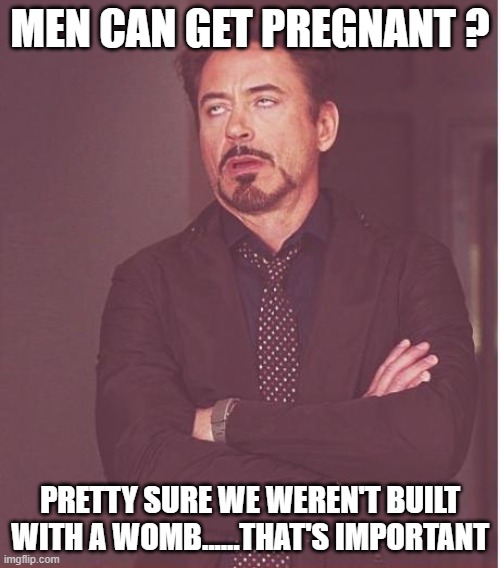 MEN CAN GET PREGNANT ?
PRETTY SURE WE WEREN'T BUILT
WITH A WOMB......THAT'S IMPORTANT
imgflip.com